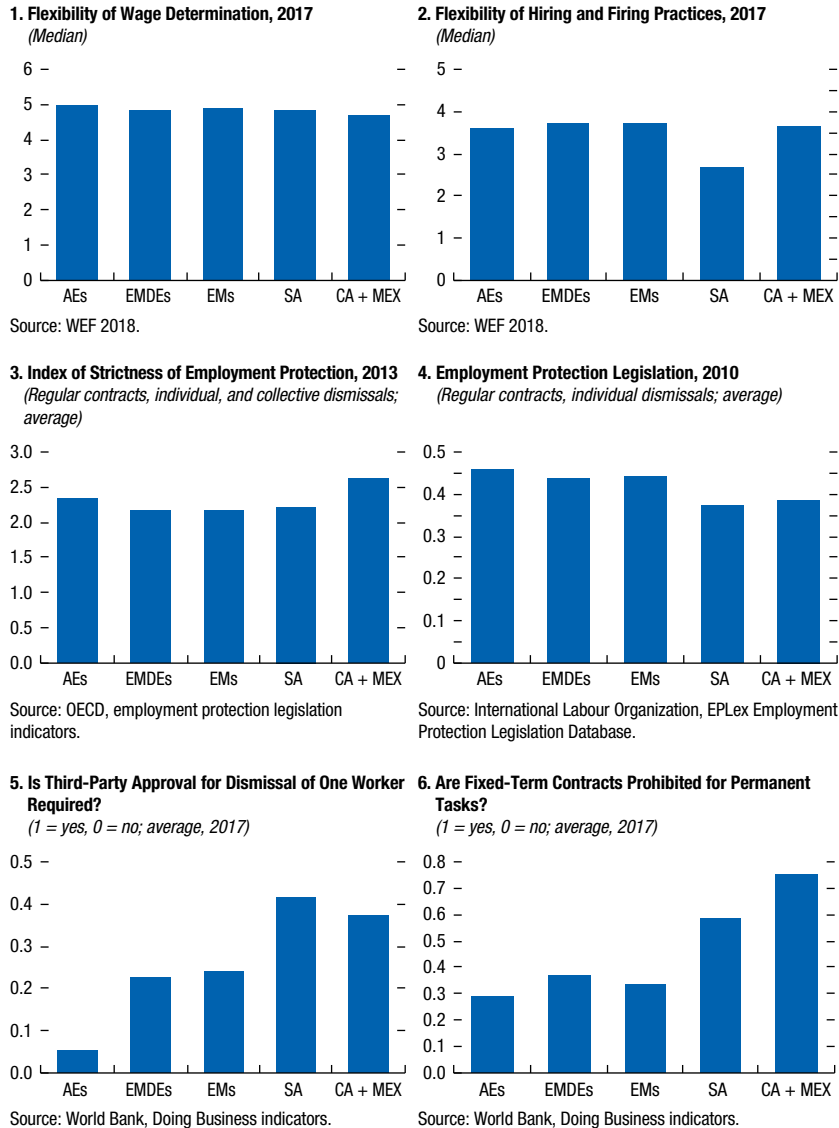 1. Flexibility of Wage Determination, 2017
(Median)
6
5
4
3
2
1
0
AEs EMDEs EMs SA CA + MEX
Source: WEF 2018.
2. Flexibility of Hiring and Firing Practices, 2017
(Median)
5
4
3
2
1
0
AEs EMDEs EMs SA CA + MEX
Source: WEF 2018.
3. Index of Strictness of Employment Protection, 2013
(Regular contracts, individual, and collective dismissals;
average)
3.0
2.5
2.0
1.5
1.0
0.5
0.0
AEs EMDEs EMs SA CA + MEX
Source: OECD, employment protection legislation
indicators.
4. Employment Protection Legislation, 2010
(Regular contracts, individual dismissals; average)
0.5
0.4
0.3
0.2
0.1
0
AEs EMDEs EMs SA CA + MEX
Source: International Labour Organization, EPLex Employment
Protection Legislation Database.
5. Is Third-Party Approval for Dismissal of One Worker
Required?
(1 = yes, 0 = no; average, 2017)
0.5
0.4
0.3
0.2
0.1
0.0
AEs EMDEs EMs SA CA + MEX
Source: World Bank, Doing Business indicators.
6. Are Fixed-Term Contracts Prohibited for Permanent
Tasks?
(1 = yes, 0 = no; average, 2017)
0.8
0.7
0.6
0.5
0.4
0.3
0.2
0.1
0.0
AEs EMDEs EMs SA CA + MEX
Source: World Bank, Doing Business indicators.